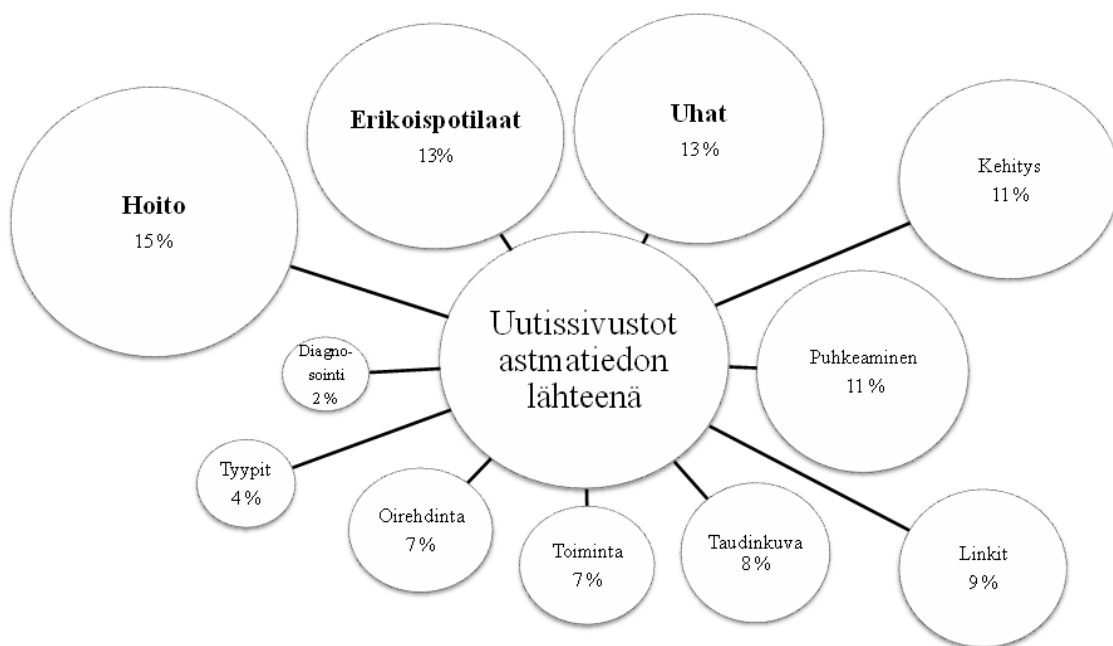 Erikoispotilaat
13%
Uhat
13%
Kehitys
11%
Hoito
15%
Uutissivustot
astmatiedon
lähteenä
Puhkeaminen
11%
Diagno-
sointi
2%
Tyypit
4%
Oirehdinta
7%
Toiminta
7%
Taudinkuva
8%
Linkit
9%